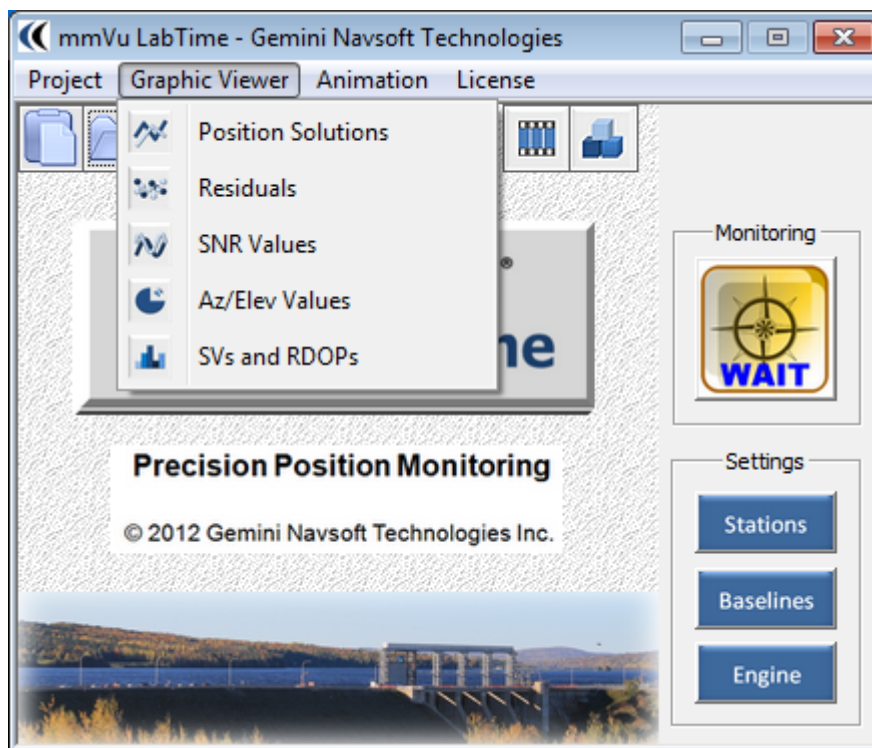 mmVu LabTime - Gemini Navsoft Technologies
Project Graphic Viewer Animation License
Position Solutions
Residuals
SNR Values
Az/Elev Values
SVs and RDOPs
®
Monitoring
WAIT
Precision Position Monitoring
© 2012 Gemini Navsoft Technologies Inc.
Settings
Stations
Baselines
Engine